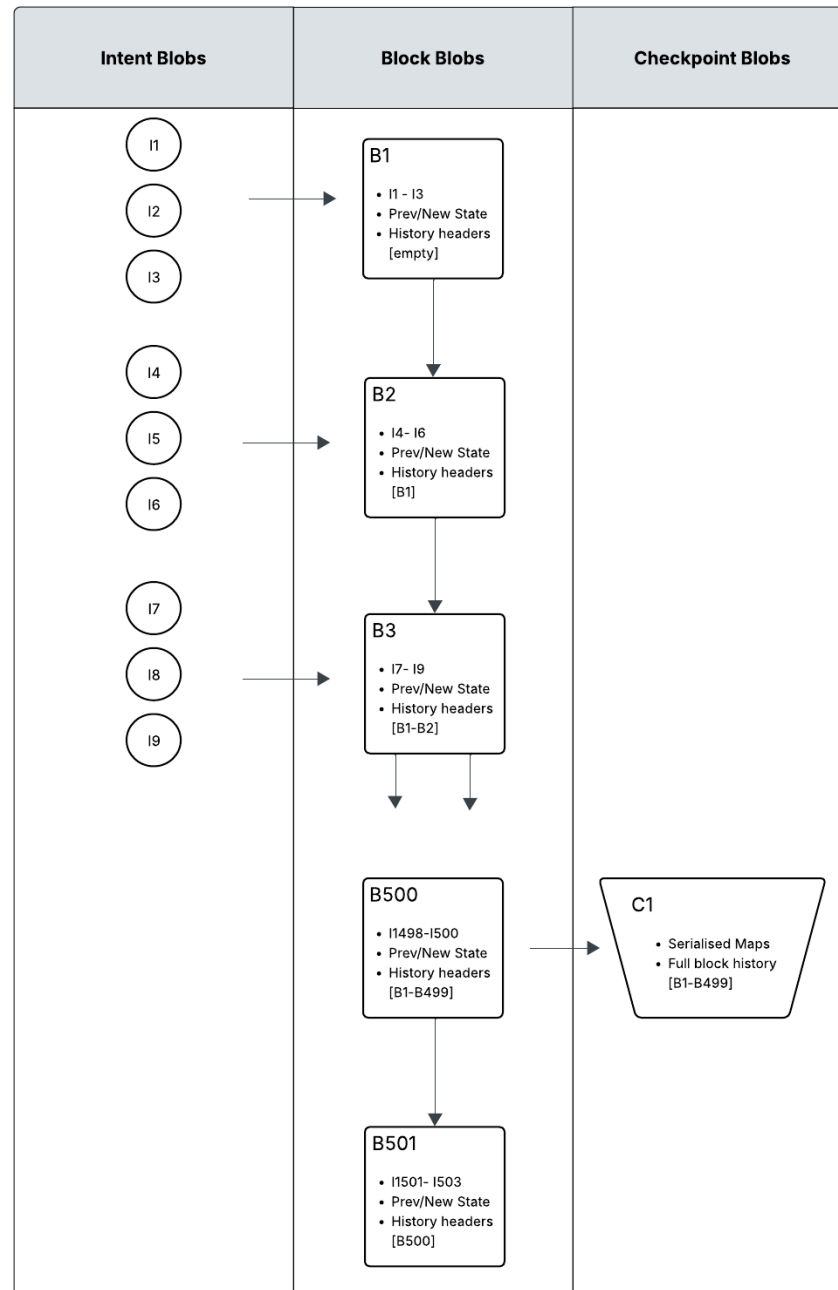 Intent Blobs
Block Blobs
Checkpoint Blobs
I1
I2
I3
B1
I1 - I3
Prev/New State
History headers
[empty]
I4
I5
I6
B2
I4- I6
Prev/New State
History headers
[B1]
I7
I8
I9
B3
I7- I9
Prev/New State
History headers
[B1-B2]
B500
I1498-I500
Prev/New State
History headers
[B1-B499]
C1
Serialised Maps
Full block history
[B1-B499]
B501
I1501- I503
Prev/New State
History headers
[B500]